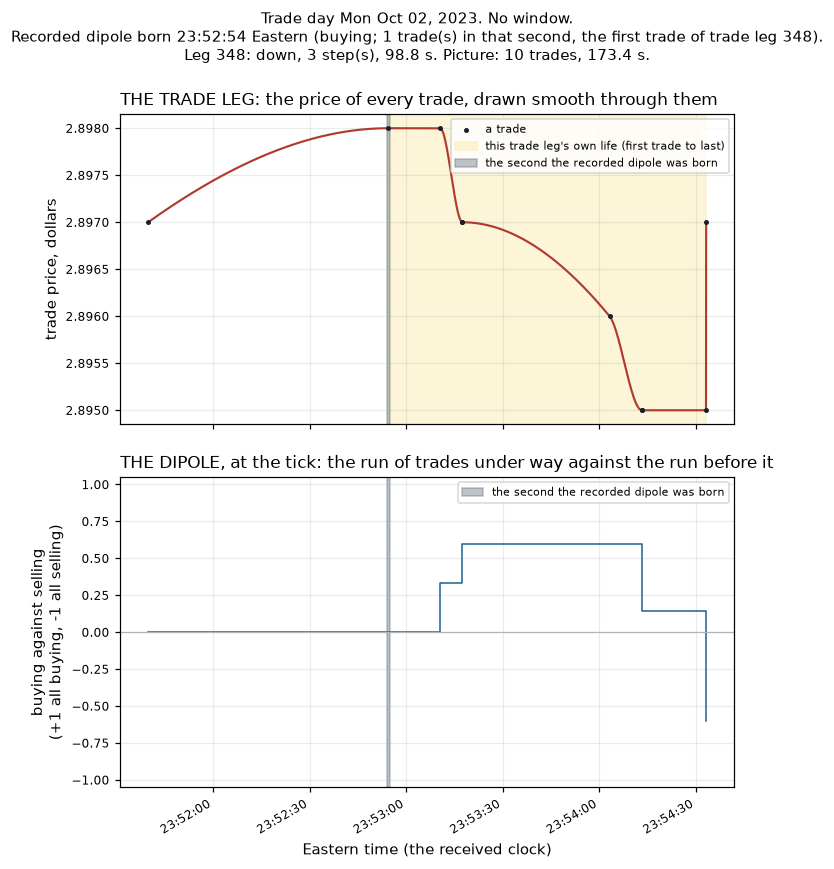 Trade day Mon Oct 02, 2023. No window.
Recorded dipole born 23:52:54 Eastern (buying; 1 trade(s) in that second, the first trade of trade leg 348).
Leg 348: down, 3 step(s), 98.8 s. Picture: 10 trades, 173.4 s.
THE TRADE LEG: the price of every trade, drawn smooth through them
a trade
this trade leg's own life (first trade to last)
the second the recorded dipole was born
2.8980
2.8975
2.8970
2.8965
2.8960
2.8955
2.8950
trade price, dollars
THE DIPOLE, at the tick: the run of trades under way against the run before it
the second the recorded dipole was born
1.00
0.75
0.50
0.25
0.00
−0.25
−0.50
−0.75
−1.00
buying against selling
(+1 all buying, -1 all selling)
23:52:00
23:52:30
23:53:00
23:53:30
23:54:00
23:54:30
Eastern time (the received clock)